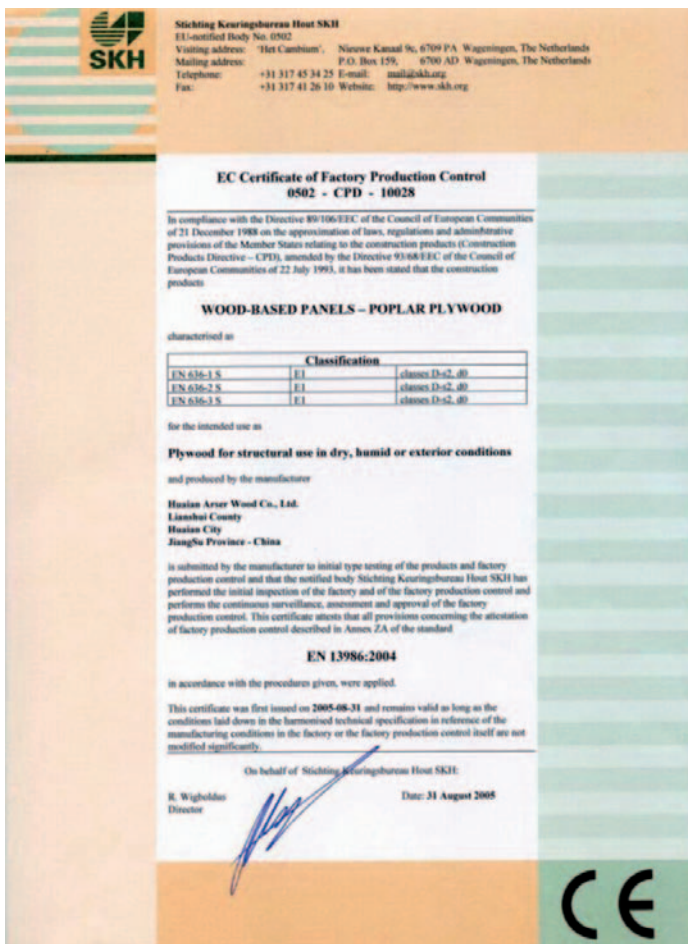 SKH
Stichting Keuringsbureau Hout SKH
EU-notified Body No. 0502
Visiting address: 'Het Cambium', Nieuwe Kanaal 9c, 6709 PA Wageningen, The Netherlands
Mailing address: P.O. Box 159, 6700 AD Wageningen, The Netherlands
Telephone: +31 317 45 34 25 E-mail: mail@skh.org
Fax: +31 317 41 26 10 Website: http://www.skh.org
EC Certificate of Factory Production Control
0502 - CPD - 10028
In compliance with the Directive 89/106/EEC of the Council of European Communities
of 21 December 1988 on the approximation of laws, regulations and administrative
provisions of the Member States relating to the construction products (Construction
Products Directive – CPD), amended by the Directive 93/68/EEC of the Council of
European Communities of 22 July 1993, it has been stated that the construction
products
WOOD-BASED PANELS – POPLAR PLYWOOD
characterised as
Classification
EN 636-1 S E1 classes D-s2, d0
EN 636-2 S E1 classes D-s2, d0
EN 636-3 S E1 classes D-s2, d0
for the intended use as
Plywood for structural use in dry, humid or exterior conditions
and produced by the manufacturer
Huaian Arser Wood Co., Ltd.
Lianshui County
Huaian City
JiangSu Province - China
is submitted by the manufacturer to initial type testing of the products and factory
production control and that the notified body Stichting Keuringsbureau Hout SKH has
performed the initial inspection of the factory and of the factory production control and
performs the continuous surveillance, assessment and approval of the factory
production control. This certificate attests that all provisions concerning the attestation
of factory production control described in Annex ZA of the standard
EN 13986:2004
in accordance with the procedures given, were applied.
This certificate was first issued on 2005-08-31 and remains valid as long as the
conditions laid down in the harmonised technical specification in reference of the
manufacturing conditions in the factory or the factory production control itself are not
modified significantly.
On behalf of Stichting Keuringsbureau Hout SKH:
R. Wigboldus Date: 31 August 2005
Director
CE